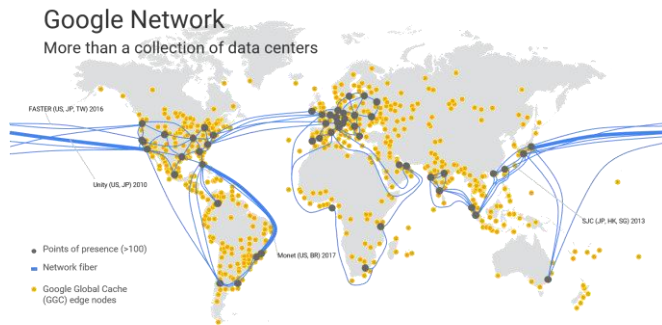 Google Network
More than a collection of data centers
FASTER (US, JP, TW) 2016
Unity (US, JP) 2010
SJC (JP, HK, SG) 2013
Monet (US, BR) 2017
Points of presence (>100)
Network fiber
Google Global Cache
(GGC) edge nodes